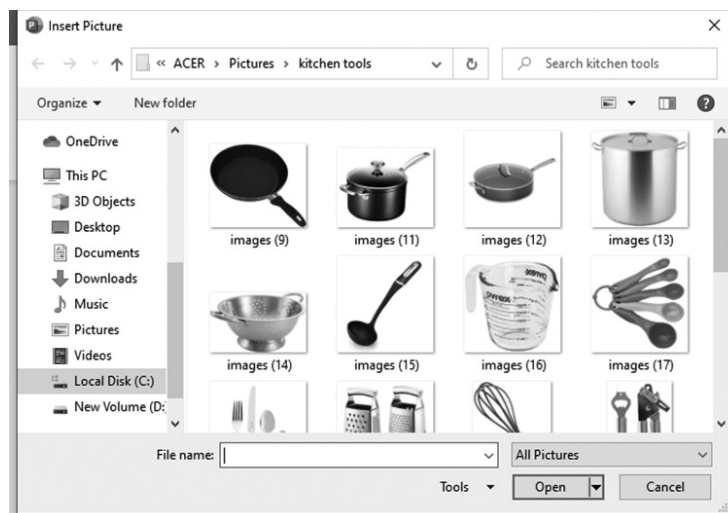 Insert Picture
« ACER > Pictures > kitchen tools
Search kitchen tools
Organize
New folder
OneDrive
This PC
3D Objects
Desktop
Documents
Downloads
Music
Pictures
Videos
Local Disk (C:)
New Volume (D:
images (9)
images (11)
images (12)
images (13)
images (14)
images (15)
images (16)
images (17)
File name:
All Pictures
Tools
Open
Cancel